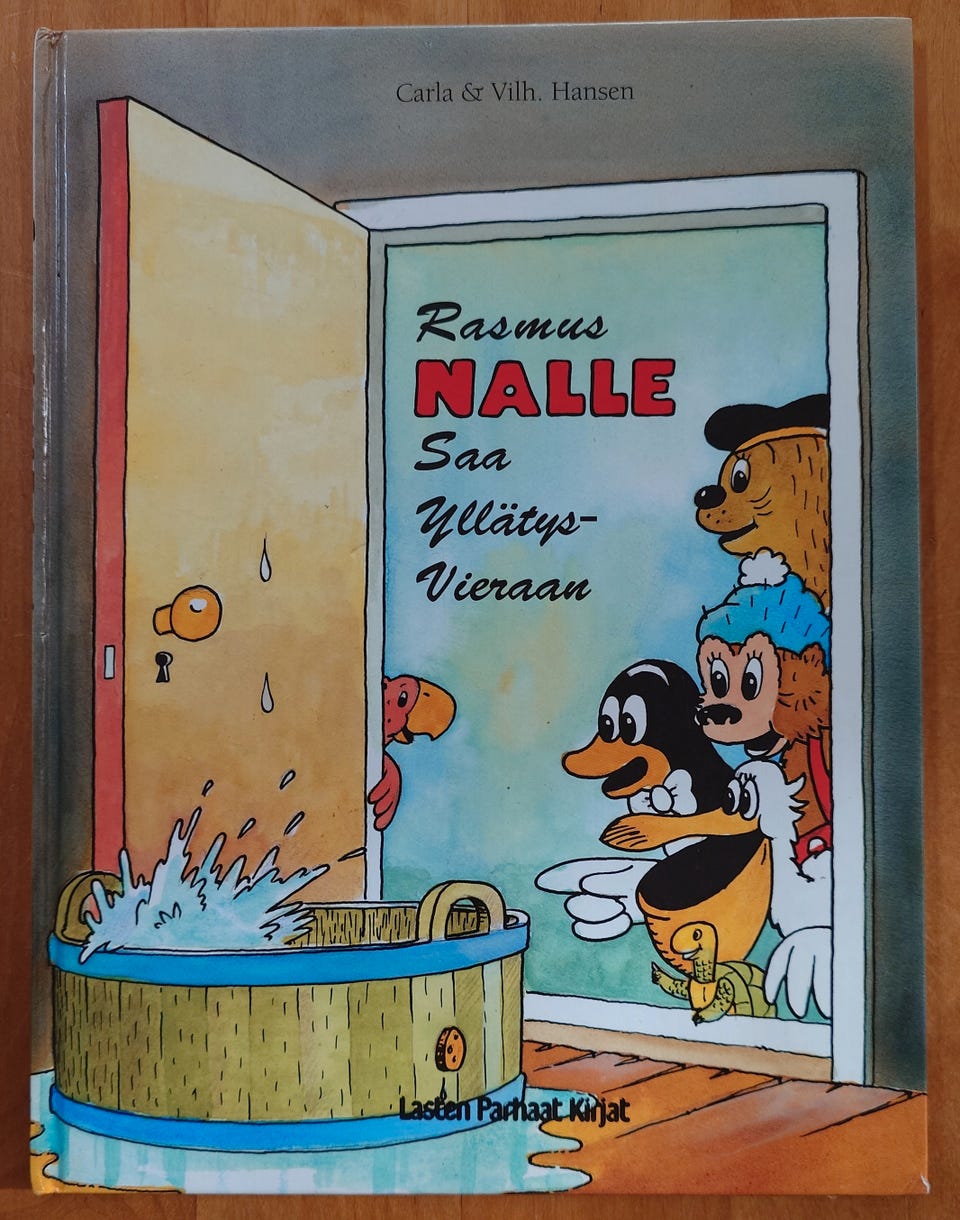 Carla & Vilh. Hansen
Rasmus
NALLE
Saa
Yllätys-
Vieraan
Lasten Parhaat Kirjat